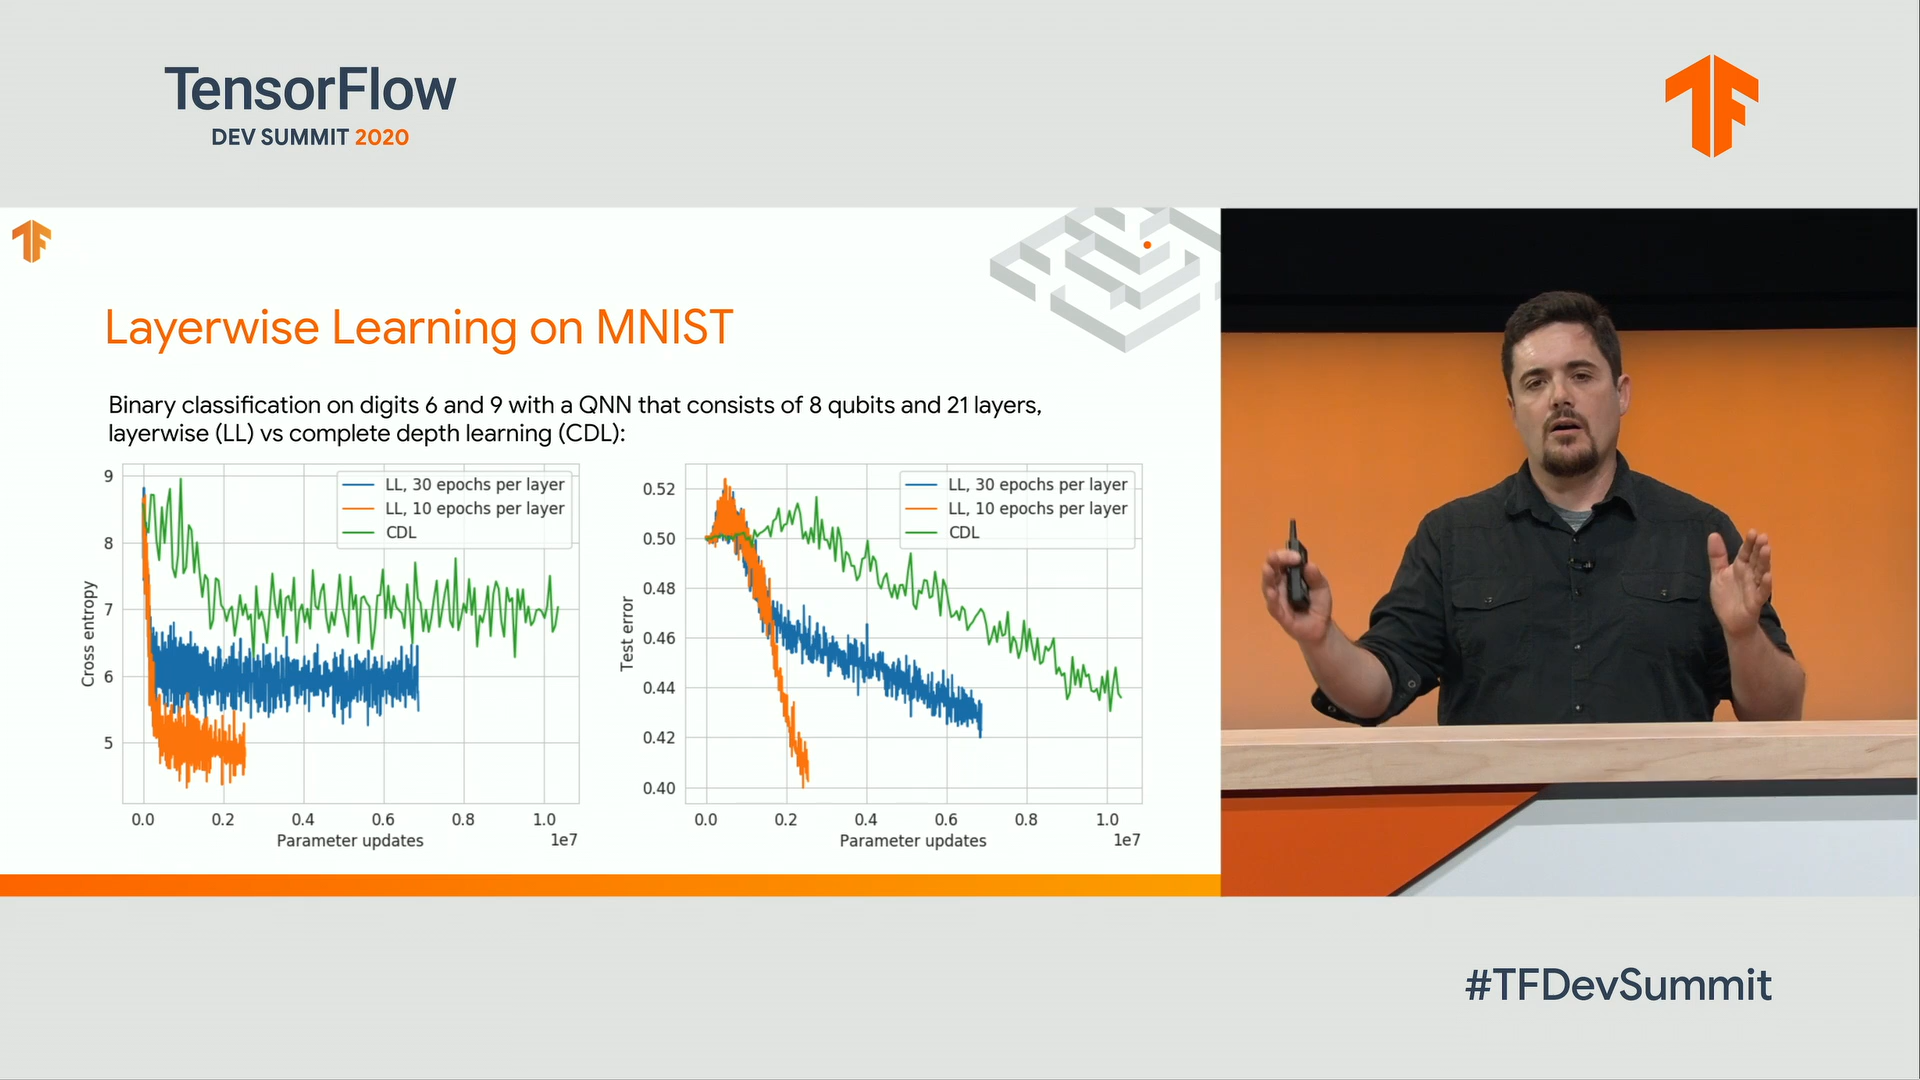 TensorFlow
DEV SUMMIT 2020
Layerwise Learning on MNIST
Binary classification on digits 6 and 9 with a QNN that consists of 8 qubits and 21 layers,
layerwise (LL) vs complete depth learning (CDL):
9
8
7
6
5
Cross entropy
LL, 30 epochs per layer
LL, 10 epochs per layer
CDL
0.0 0.2 0.4 0.6 0.8 1.0
Parameter updates 1e7
0.52
0.50
0.48
0.46
0.44
0.42
0.40
Test error
LL, 30 epochs per layer
LL, 10 epochs per layer
CDL
0.0 0.2 0.4 0.6 0.8 1.0
Parameter updates 1e7
#TFDevSummit